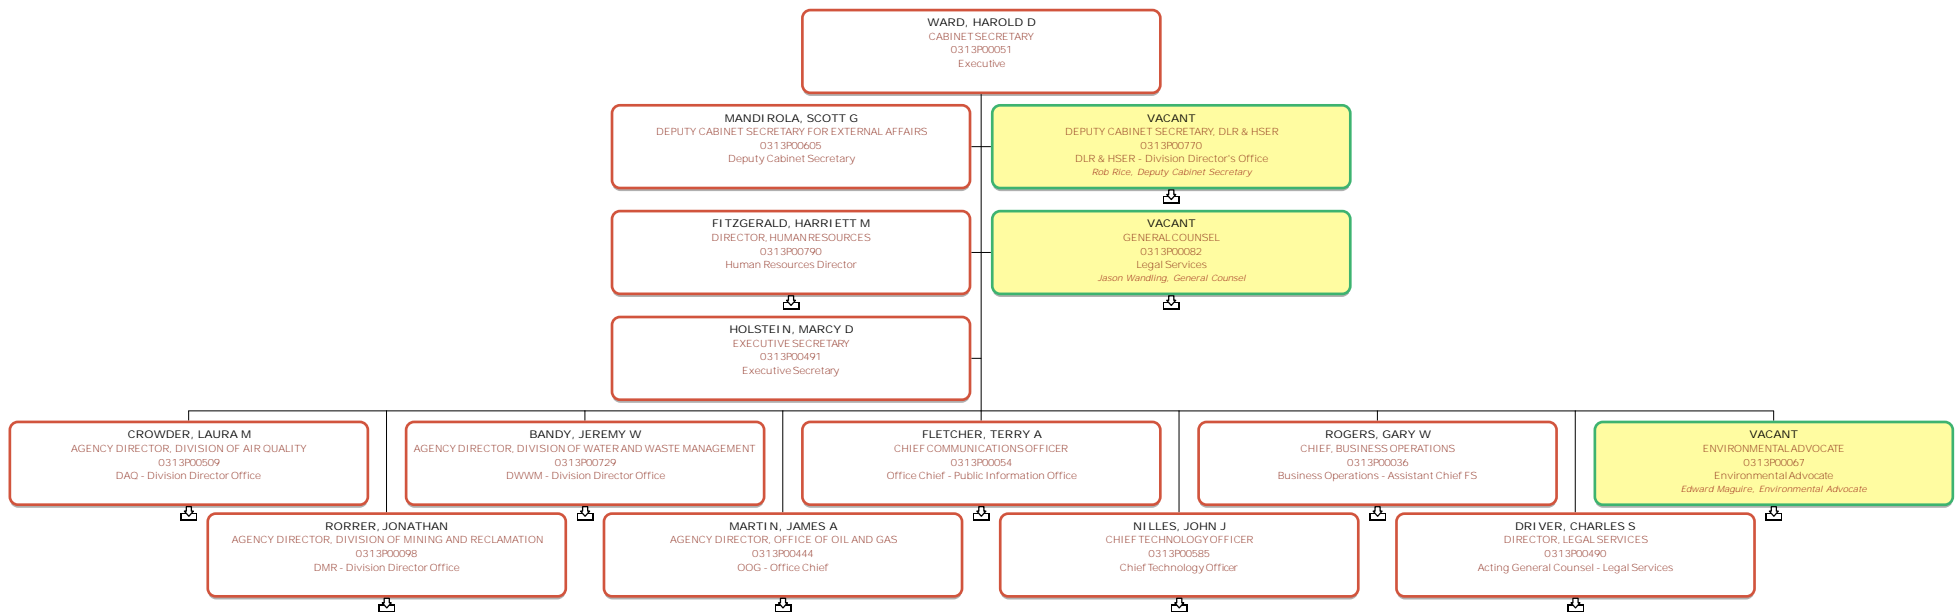 WARD, HAROLD D
CABINET SECRETARY
0313P00051
Executive
MANDIROLA, SCOTT G
DEPUTY CABINET SECRETARY FOR EXTERNAL AFFAIRS
0313P00605
Deputy Cabinet Secretary
VACANT
DEPUTY CABINET SECRETARY, DLR & HSER
0313P00770
DLR & HSER - Division Director's Office
Rob Rice, Deputy Cabinet Secretary
FITZGERALD, HARRIETT M
DIRECTOR, HUMAN RESOURCES
0313P00790
Human Resources Director
VACANT
GENERAL COUNSEL
0313P00082
Legal Services
Jason Wandling, General Counsel
HOLSTEIN, MARCY D
EXECUTIVE SECRETARY
0313P00491
Executive Secretary
CROWDER, LAURA M
AGENCY DIRECTOR, DIVISION OF AIR QUALITY
0313P00509
DAQ - Division Director Office
BANDY, JEREMY W
AGENCY DIRECTOR, DIVISION OF WATER AND WASTE MANAGEMENT
0313P00729
DWWM - Division Director Office
FLETCHER, TERRY A
CHIEF COMMUNICATIONS OFFICER
0313P00054
Office Chief - Public Information Office
ROGERS, GARY W
CHIEF, BUSINESS OPERATIONS
0313P00036
Business Operations - Assistant Chief FS
VACANT
ENVIRONMENTAL ADVOCATE
0313P00067
Environmental Advocate
Edward Maguire, Environmental Advocate
RORRER, JONATHAN
AGENCY DIRECTOR, DIVISION OF MINING AND RECLAMATION
0313P00098
DMR - Division Director Office
MARTIN, JAMES A
AGENCY DIRECTOR, OFFICE OF OIL AND GAS
0313P00444
OOG - Office Chief
NILLES, JOHN J
CHIEF TECHNOLOGY OFFICER
0313P00585
Chief Technology Officer
DRIVER, CHARLES S
DIRECTOR, LEGAL SERVICES
0313P00490
Acting General Counsel - Legal Services